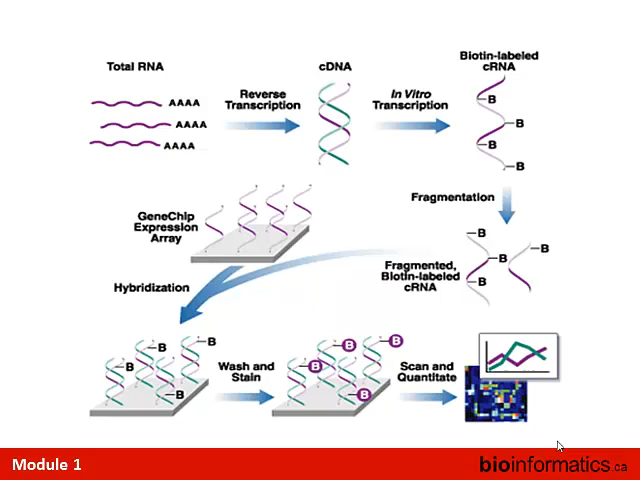 Total RNA
AAAA
AAAA
AAAA
Reverse
Transcription
cDNA
In Vitro
Transcription
Biotin-labeled
cRNA
B
B
B
B
Fragmentation
GeneChip
Expression
Array
B
B
B
B
Fragmented,
Biotin-labeled
cRNA
Hybridization
B
B
B
B
Wash and
Stain
B
B
B
B
Scan and
Quantitate
Module 1
bioinformatics.ca